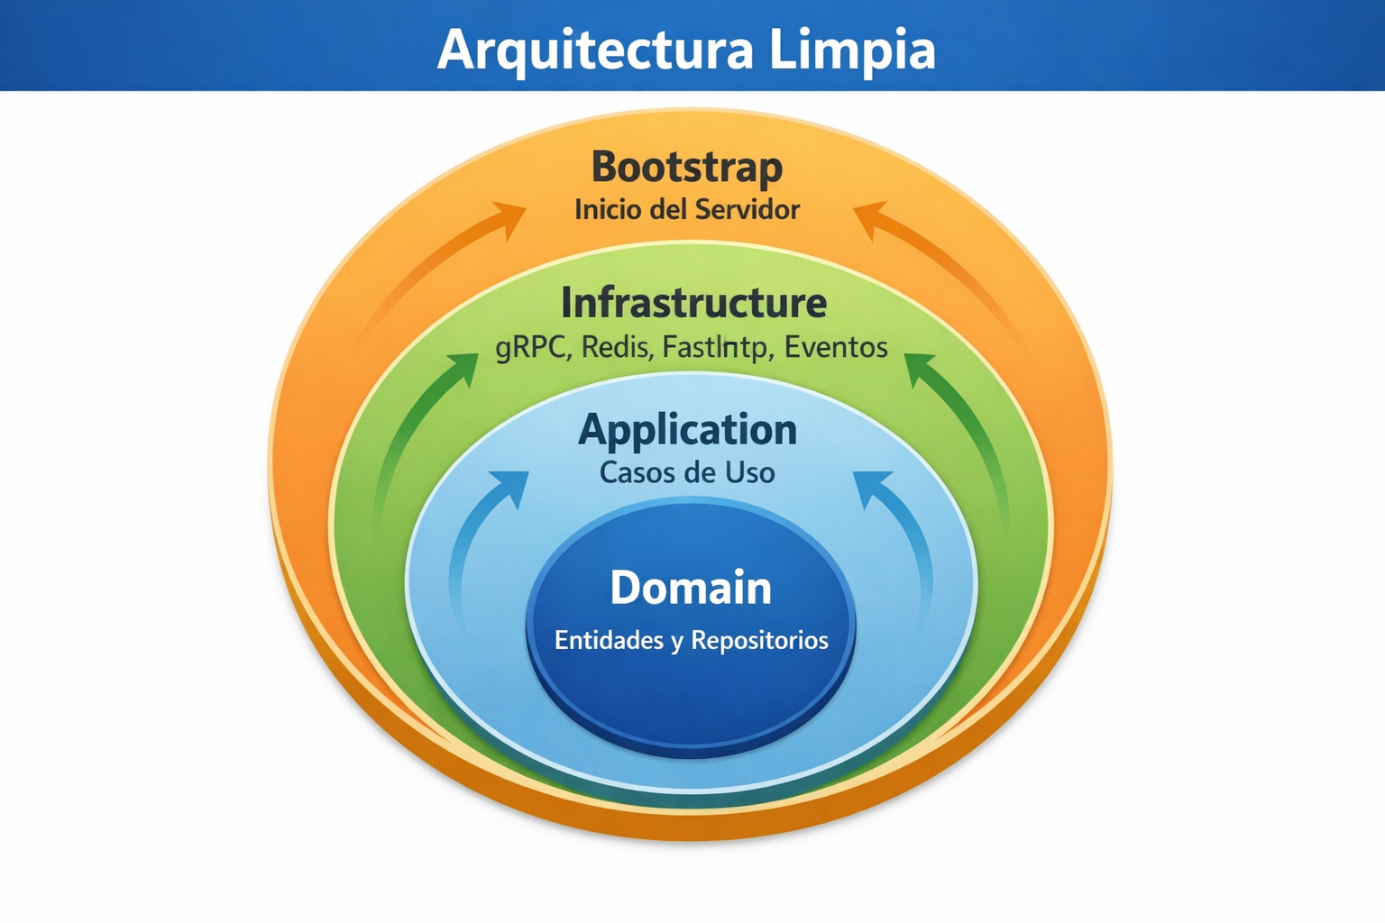 Arquitectura Limpia
Bootstrap
Inicio del Servidor
Infrastructure
gRPC, Redis, Eventos
Application
Casos de Uso
Domain
Entidades y Repositorios